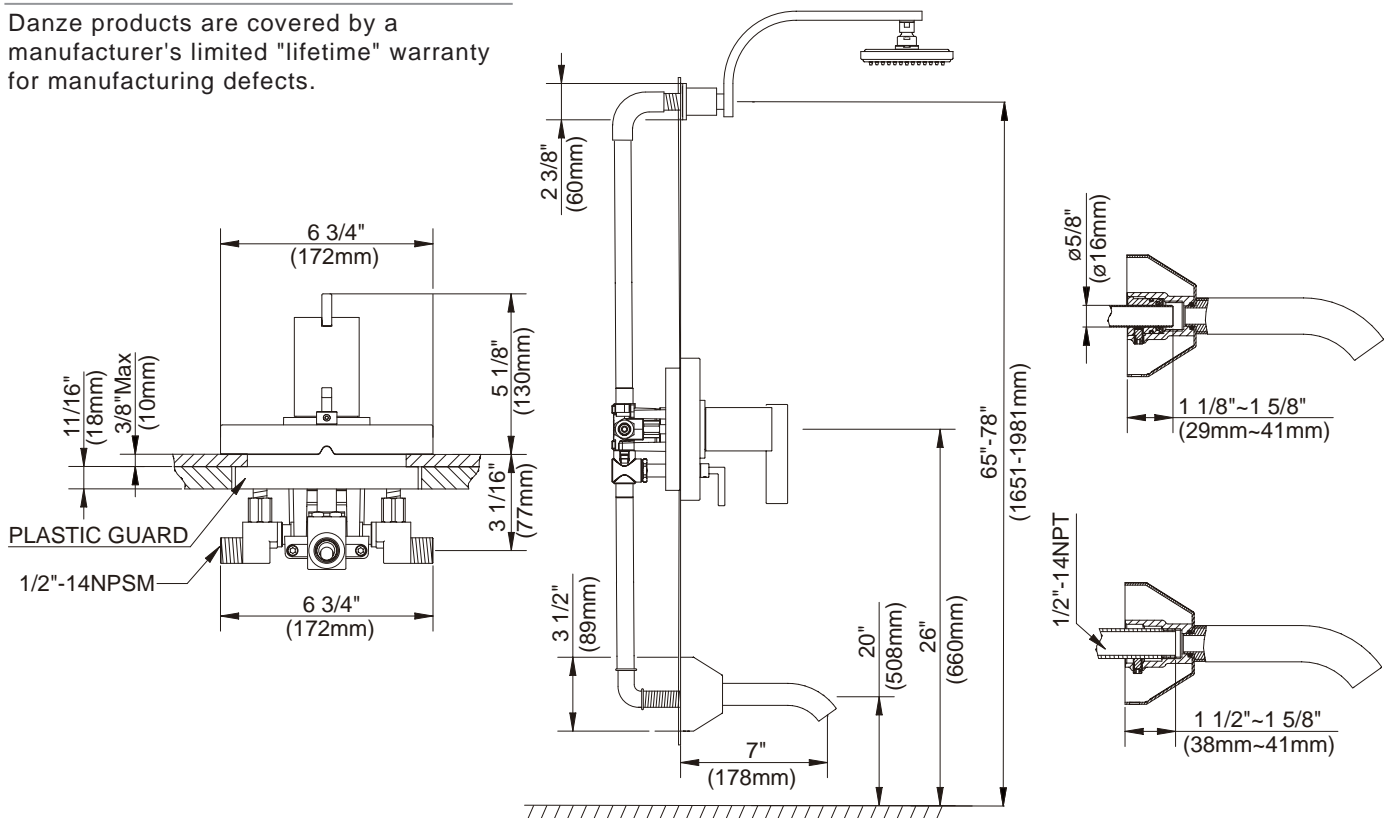 Danze products are covered by a
manufacturer's limited "lifetime" warranty
for manufacturing defects.
2 3/8"
(60mm)
6 3/4"
(172mm)
5 1/8"
(130mm)
11/16"
(18mm)
3/8"Max
(10mm)
3 1/16"
(77mm)
PLASTIC GUARD
1/2"-14NPSM
6 3/4"
(172mm)
3 1/2"
(89mm)
7"
(178mm)
20"
(508mm)
26"
(660mm)
65"-78"
(1651-1981mm)
ø5/8"
(ø16mm)
1 1/8"~1 5/8"
(29mm~41mm)
1/2"-14NPT
1 1/2"~1 5/8"
(38mm~41mm)